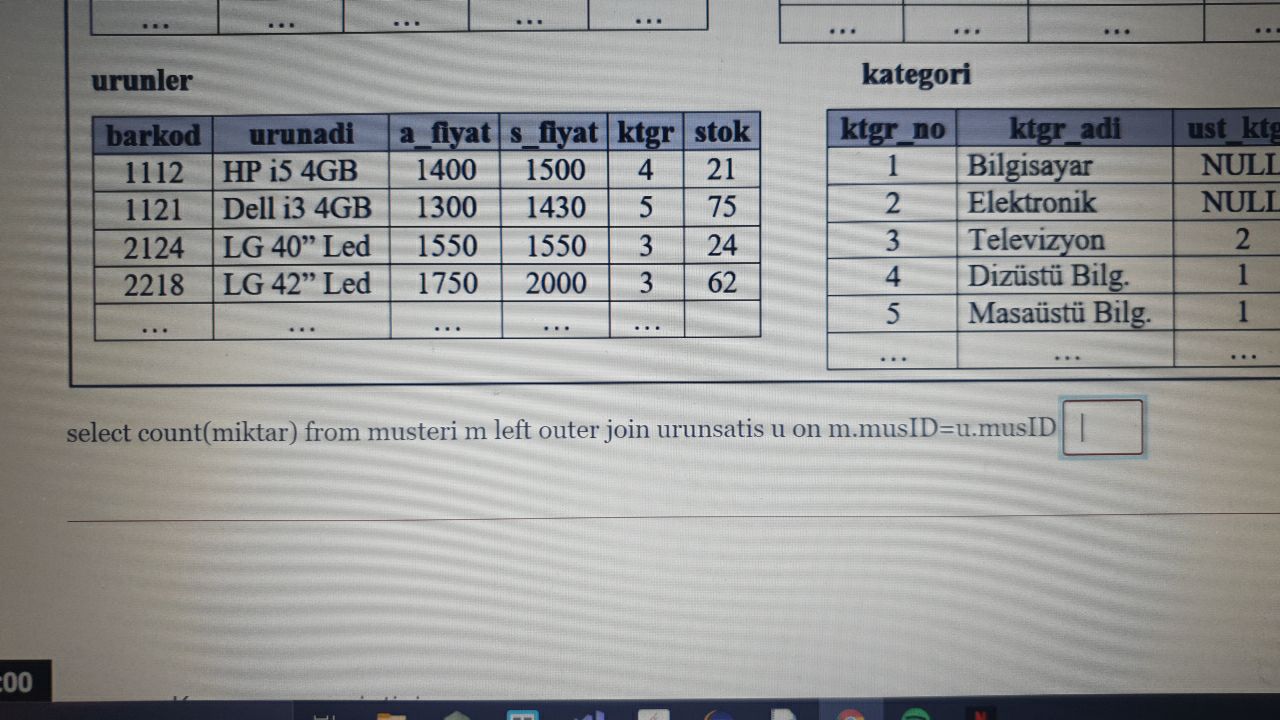 ... ... ... ... ...
... ... ... ...
urunler
kategori
barkod urunadi a_fiyat s_fiyat ktgr stok
1112 HP i5 4GB 1400 1500 4 21
1121 Dell i3 4GB 1300 1430 5 75
2124 LG 40” Led 1550 1550 3 24
2218 LG 42” Led 1750 2000 3 62
... ... ... ... ...
ktgr_no ktgr_adi ust_ktg
1 Bilgisayar NULL
2 Elektronik NULL
3 Televizyon 2
4 Dizüstü Bilg. 1
5 Masaüstü Bilg. 1
... ... ...
select count(miktar) from musteri m left outer join urunsatis u on m.musID=u.musID
:00